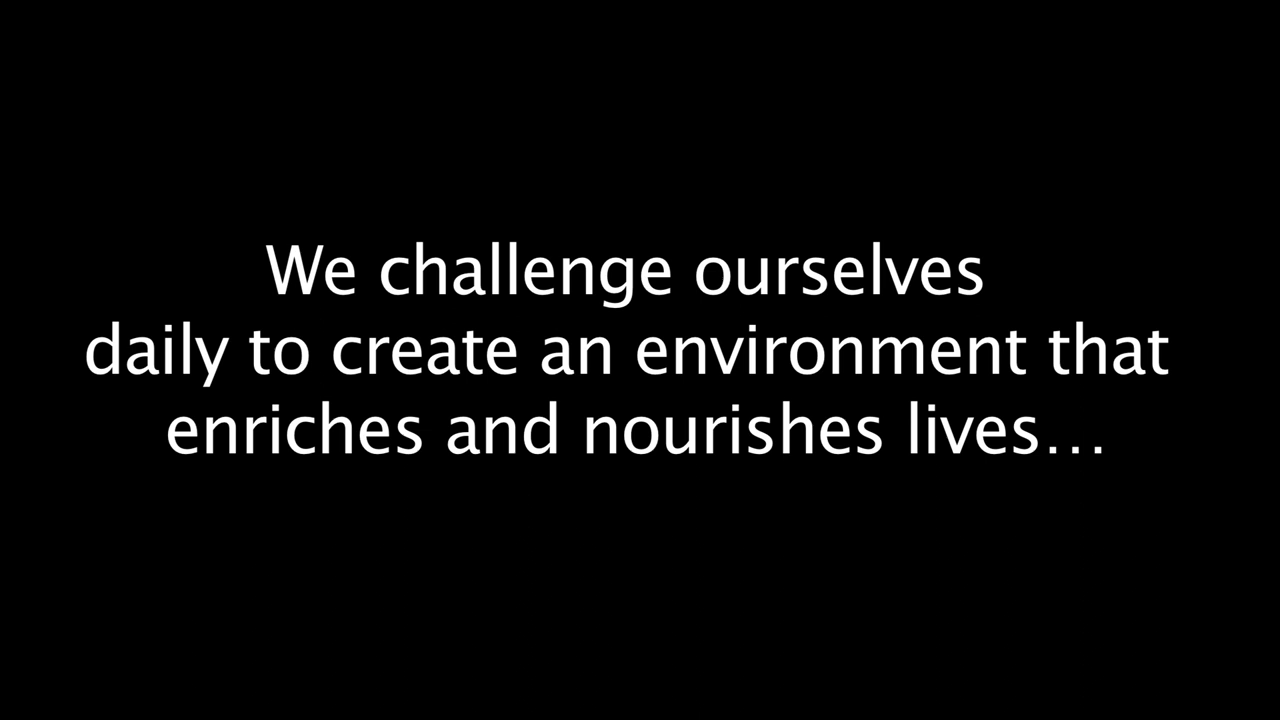 We challenge ourselves
daily to create an environment that
enriches and nourishes lives…